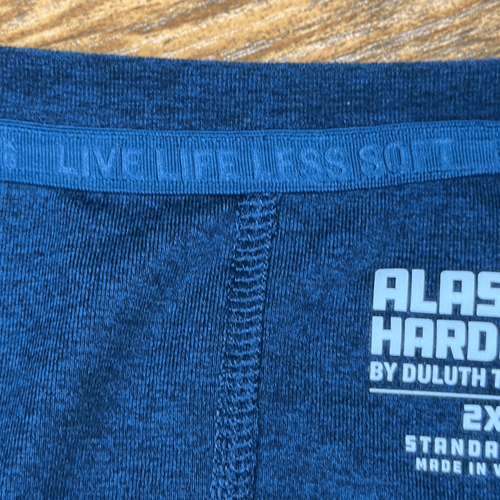 LIVE LIFE LESS SOFT
ALAS
HARD
BY DULUTH T
2X
STANDA
MADE IN V